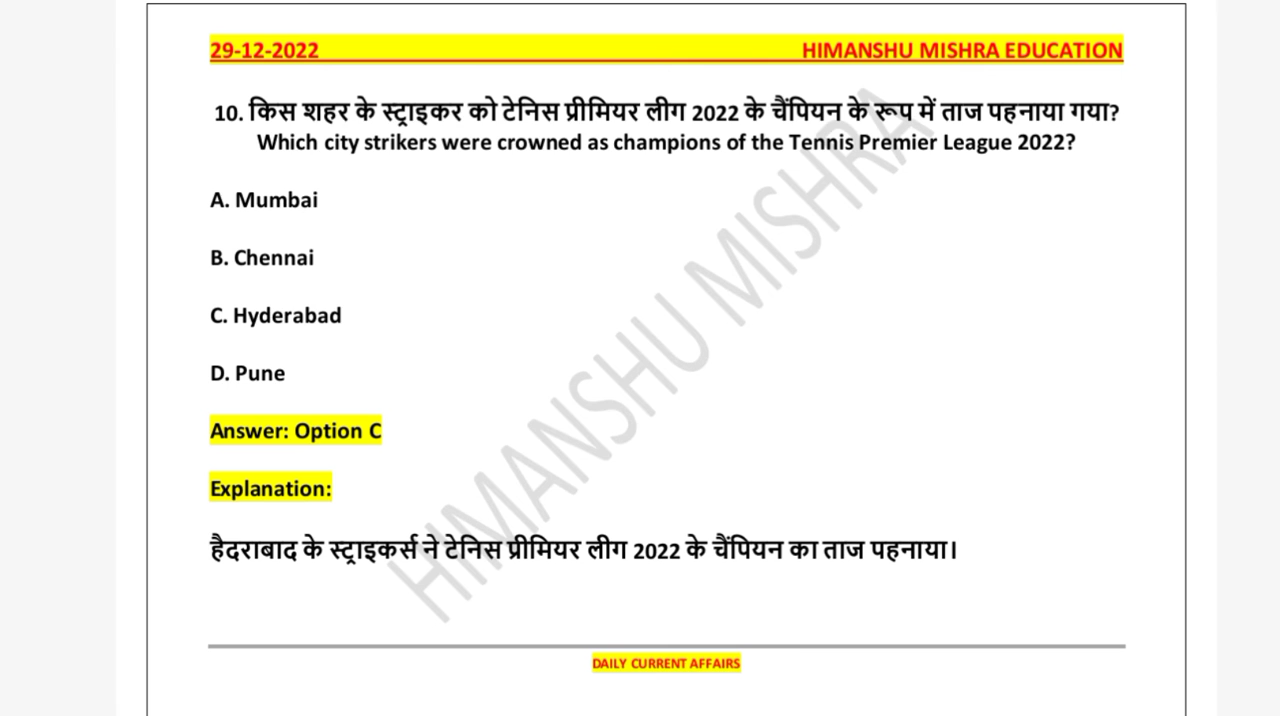 29-12-2022 HIMANSHU MISHRA EDUCATION
10. किस शहर के स्ट्राइकर को टेनिस प्रीमियर लीग 2022 के चैंपियन के रूप में ताज पहनाया गया?
Which city strikers were crowned as champions of the Tennis Premier League 2022?
A. Mumbai
B. Chennai
C. Hyderabad
D. Pune
Answer: Option C
Explanation:
हैदराबाद के स्ट्राइकर्स ने टेनिस प्रीमियर लीग 2022 के चैंपियन का ताज पहनाया।
HIMANSHU MISHRA
DAILY CURRENT AFFAIRS